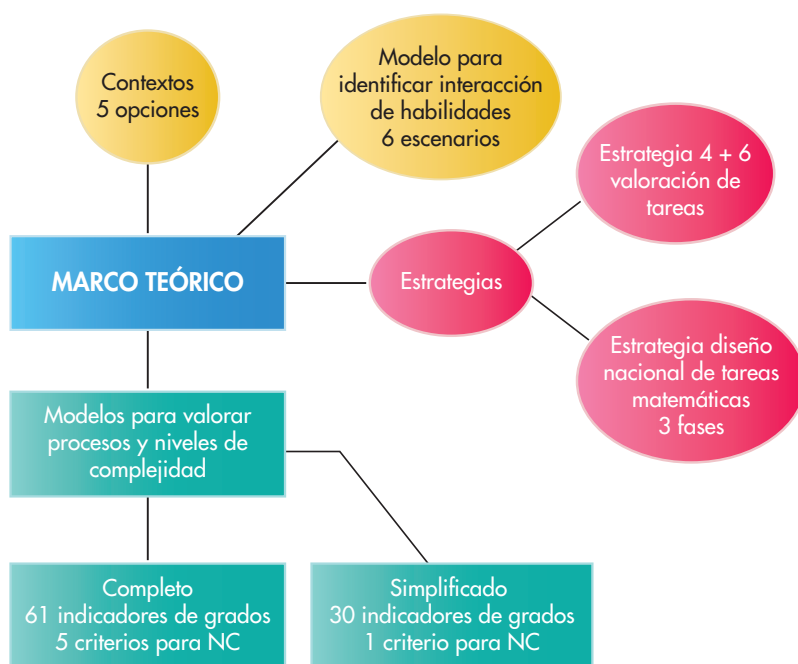 Contextos
5 opciones
Modelo para
identificar interacción
de habilidades
6 escenarios
Estrategia 4 + 6
valoración de
tareas
MARCO TEÓRICO
Estrategias
Estrategia diseño
nacional de tareas
matemáticas
3 fases
Modelos para valorar
procesos y niveles de
complejidad
Completo
61 indicadores de grados
5 criterios para NC
Simplificado
30 indicadores de grados
1 criterio para NC